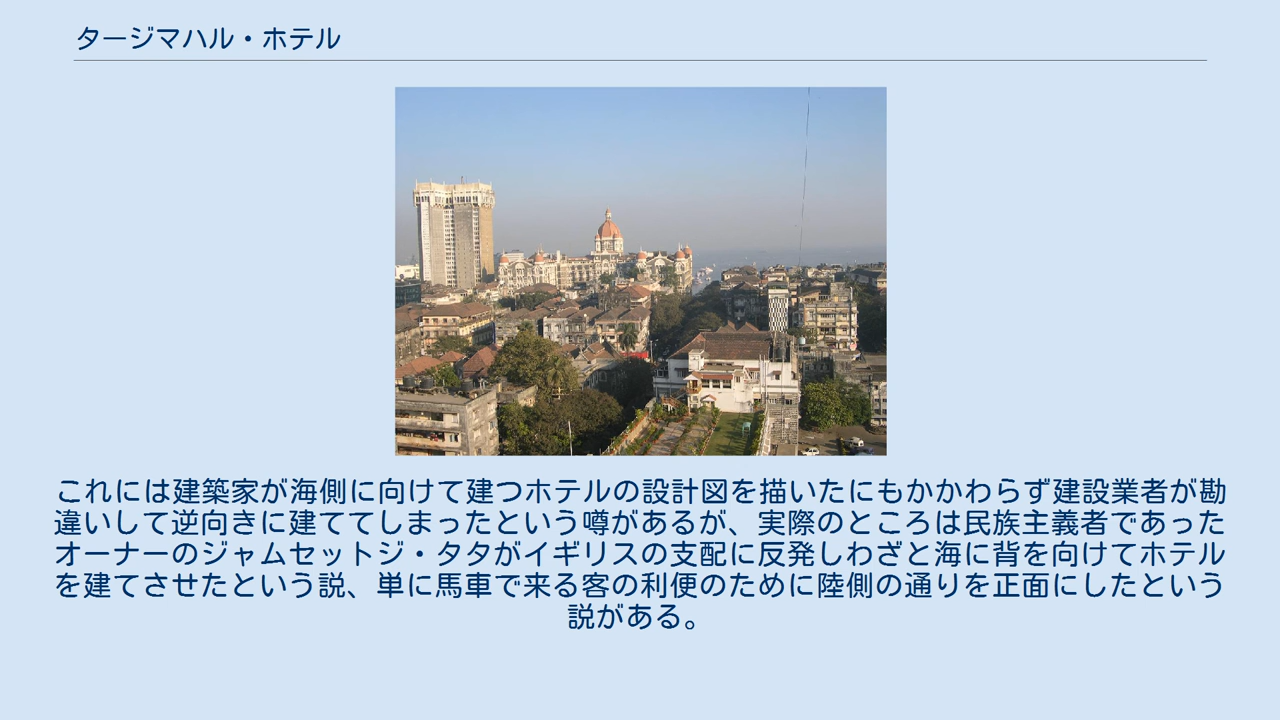 タージマハル・ホテル
これには建築家が海側に向けて建つホテルの設計図を描いたにもかかわらず建設業者が勘
違いして逆向きに建ててしまったという噂があるが、実際のところは民族主義者であった
オーナーのジャムセットジ・タタがイギリスの支配に反発しわざと海に背を向けてホテル
を建てさせたという説、単に馬車で来る客の利便のために陸側の通りを正面にしたという
説がある。